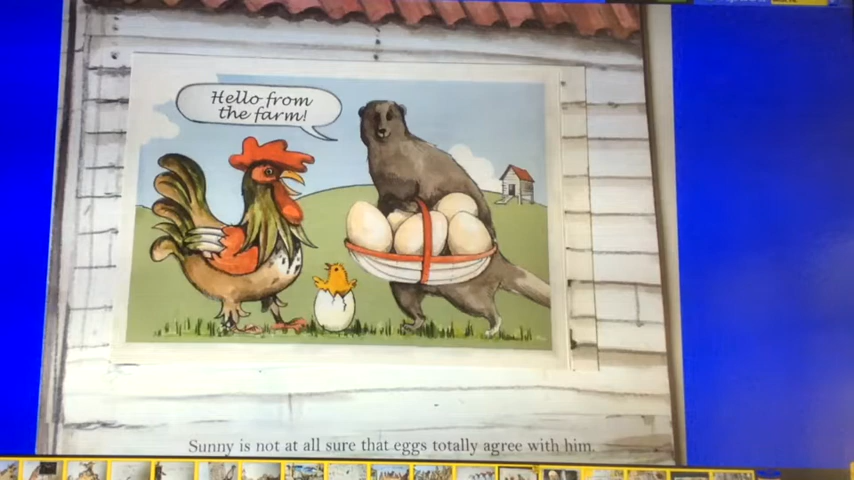 Hello from
the farm!
Sunny is not at all sure that eggs totally agree with him.